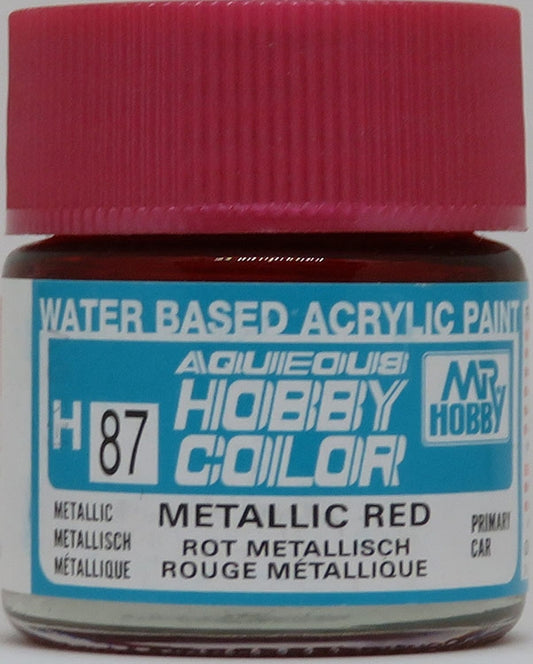 WATER BASED ACRYLIC PAINT
AQUEOUS
HOBBY
COLOR
MR
HOBBY
H 87
METALLIC
METALLISCH
MÉTALLIQUE
METALLIC RED
ROT METALLISCH
ROUGE MÉTALLIQUE
PRIMARY
CAR